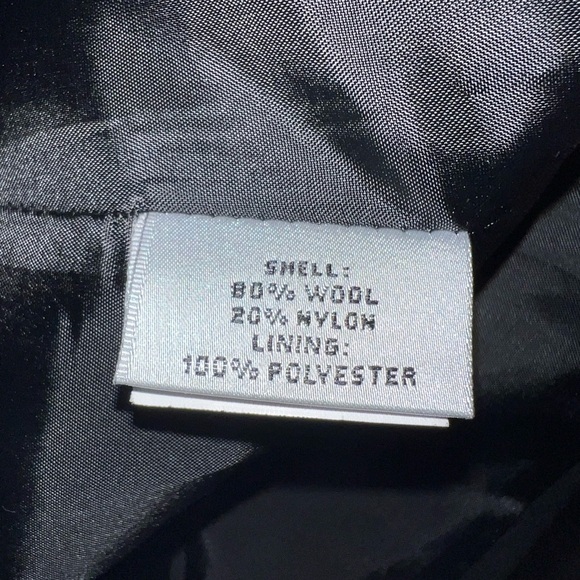 SHELL:
80% WOOL
20% NYLON
LINING:
100% POLYESTER